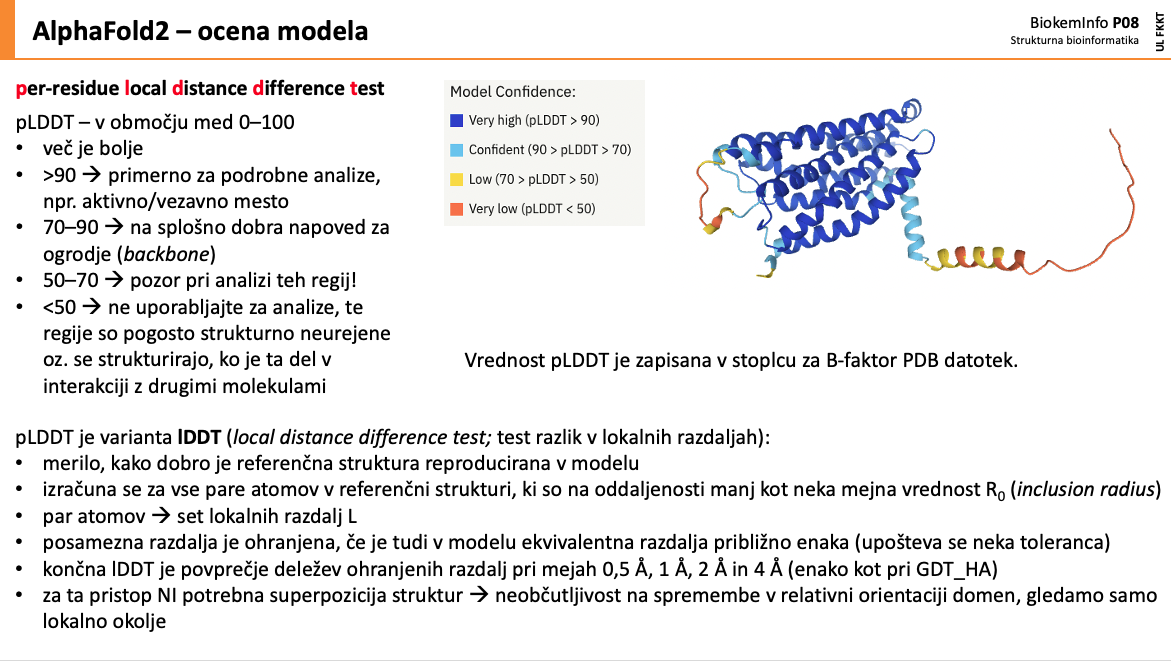 AlphaFold2 – ocena modela
BiokemInfo P08
Strukturna bioinformatika
UL FKKT
per-residue local distance difference test
pLDDT – v območju med 0–100
• več je bolje
• >90 → primerno za podrobne analize,
npr. aktivno/vezavno mesto
• 70–90 → na splošno dobra napoved za
ogrodje (backbone)
• 50–70 → pozor pri analizi teh regij!
• <50 → ne uporabljajte za analize, te
regije so pogosto strukturno neurejene
oz. se strukturirajo, ko je ta del v
interakciji z drugimi molekulami
Model Confidence:
Very high (pLDDT > 90)
Confident (90 > pLDDT > 70)
Low (70 > pLDDT > 50)
Very low (pLDDT < 50)
Vrednost pLDDT je zapisana v stoplcu za B-faktor PDB datotek.
pLDDT je varianta lDDT (local distance difference test; test razlik v lokalnih razdaljah):
• merilo, kako dobro je referenčna struktura reproducirana v modelu
• izračuna se za vse pare atomov v referenčni strukturi, ki so na oddaljenosti manj kot neka mejna vrednost R0 (inclusion radius)
• par atomov → set lokalnih razdalj L
• posamezna razdalja je ohranjena, če je tudi v modelu ekvivalentna razdalja približno enaka (upošteva se neka toleranca)
• končna lDDT je povprečje deležev ohranjenih razdalj pri mejah 0,5 Å, 1 Å, 2 Å in 4 Å (enako kot pri GDT_HA)
• za ta pristop NI potrebna superpozicija struktur → neobčutljivost na spremembe v relativni orientaciji domen, gledamo samo
lokalno okolje